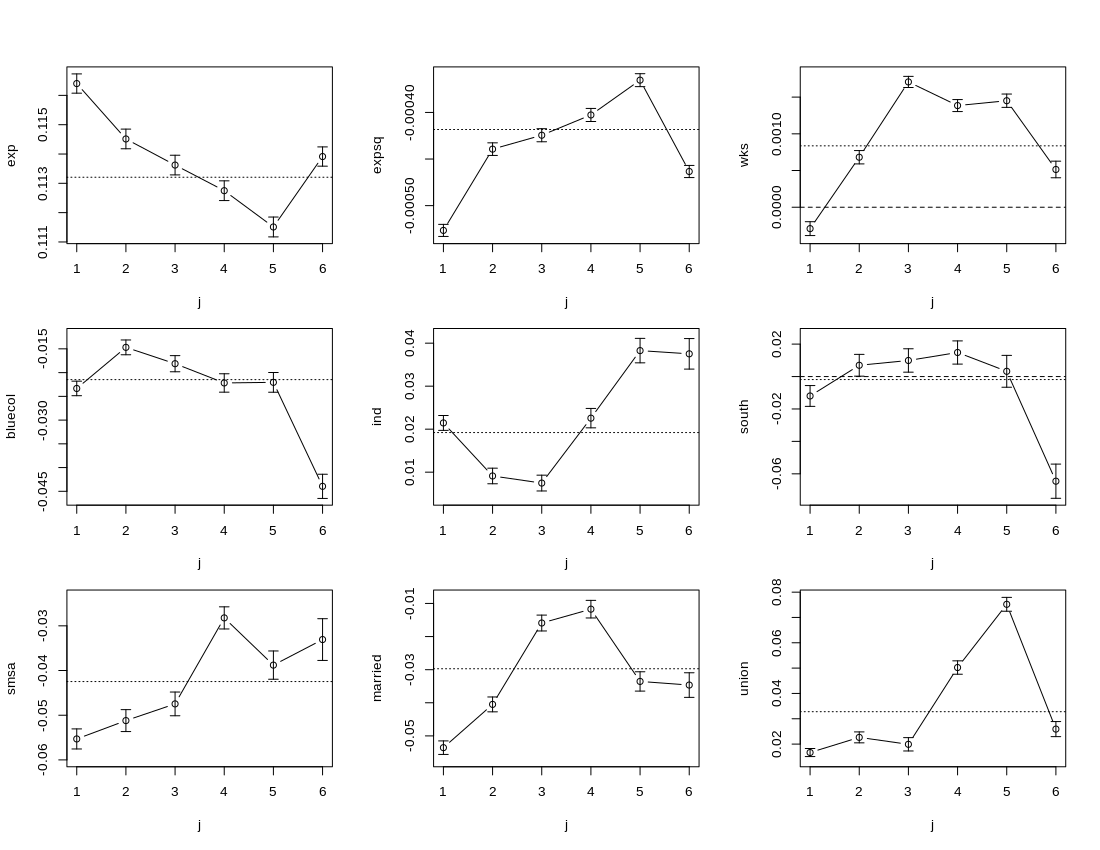 exp
0.111 0.113 0.115
1 2 3 4 5 6
j
expsq
-0.00050 -0.00040
1 2 3 4 5 6
j
wks
0.0000 0.0010
1 2 3 4 5 6
j
bluecol
-0.045 -0.030 -0.015
1 2 3 4 5 6
j
ind
0.01 0.02 0.03 0.04
1 2 3 4 5 6
j
south
-0.06 -0.02 0.02
1 2 3 4 5 6
j
smsa
-0.06 -0.05 -0.04 -0.03
1 2 3 4 5 6
j
married
-0.05 -0.03 -0.01
1 2 3 4 5 6
j
union
0.02 0.04 0.06 0.08
1 2 3 4 5 6
j